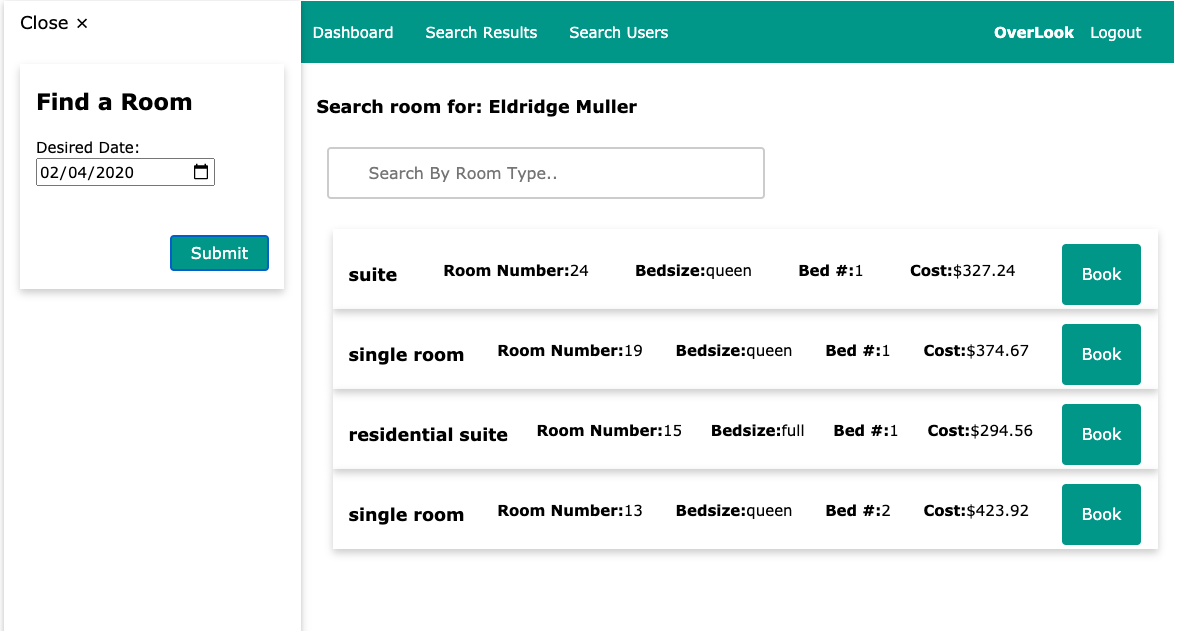 Close ×
Find a Room
Desired Date:
02/04/2020
Submit
Dashboard Search Results Search Users OverLook Logout
Search room for: Eldridge Muller
Search By Room Type..
suite Room Number:24 Bedsize:queen Bed #:1 Cost:$327.24 Book
single room Room Number:19 Bedsize:queen Bed #:1 Cost:$374.67 Book
residential suite Room Number:15 Bedsize:full Bed #:1 Cost:$294.56 Book
single room Room Number:13 Bedsize:queen Bed #:2 Cost:$423.92 Book